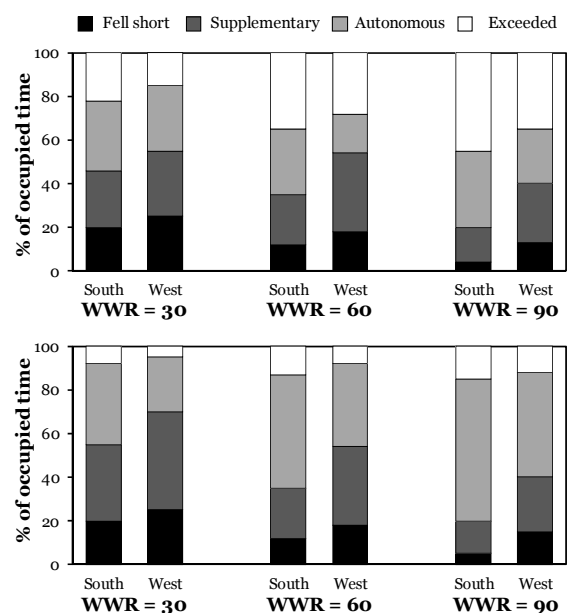 Fell short Supplementary Autonomous Exceeded
% of occupied time
100
80
60
40
20
0
South West South West South West
WWR = 30 WWR = 60 WWR = 90
% of occupied time
100
80
60
40
20
0
South West South West South West
WWR = 30 WWR = 60 WWR = 90